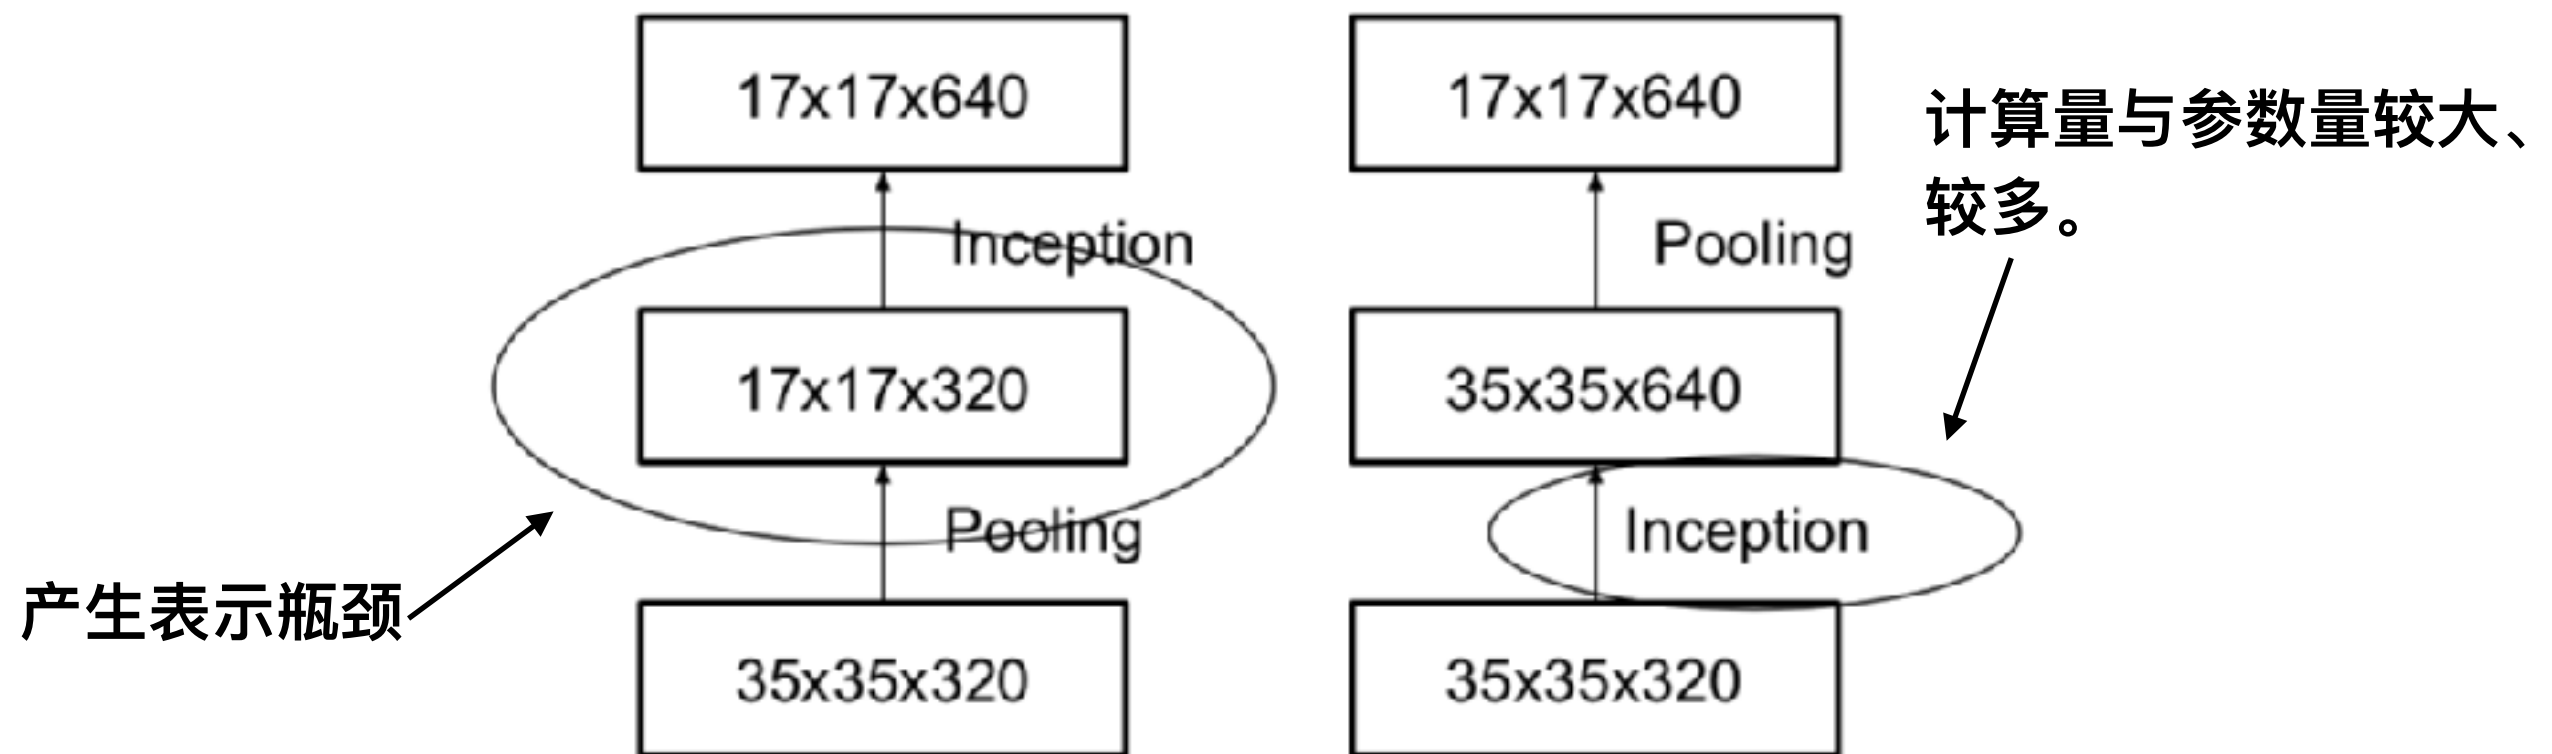 17x17x640
Inception
17x17x320
Pooling
35x35x320
产生表示瓶颈
17x17x640
Pooling
35x35x640
Inception
35x35x320
计算量与参数量较大、
较多。